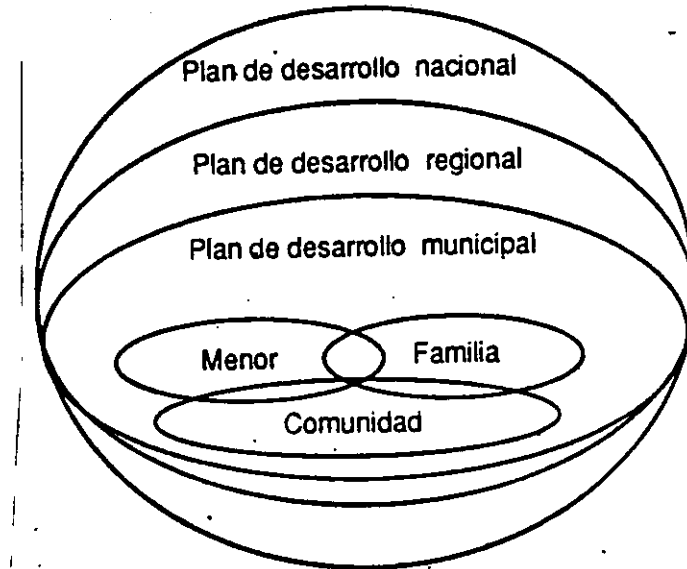 Plan de desarrollo nacional
Plan de desarrollo regional
Plan de desarrollo municipal
Menor
Familia
Comunidad